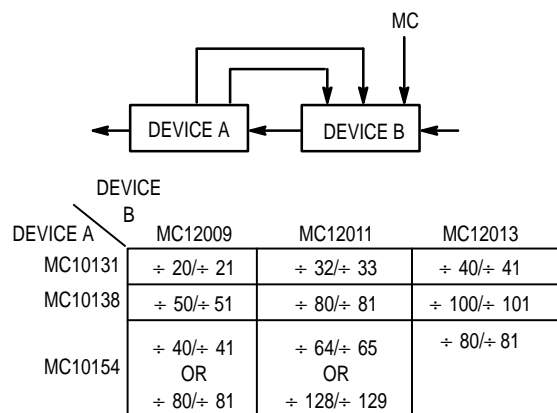 MC
DEVICE A
DEVICE B
DEVICE
B
DEVICE A
MC12009
MC12011
MC12013
MC10131
÷ 20/÷ 21
÷ 32/÷ 33
÷ 40/÷ 41
MC10138
÷ 50/÷ 51
÷ 80/÷ 81
÷ 100/÷ 101
MC10154
÷ 40/÷ 41
OR
÷ 80/÷ 81
÷ 64/÷ 65
OR
÷ 128/÷ 129
÷ 80/÷ 81